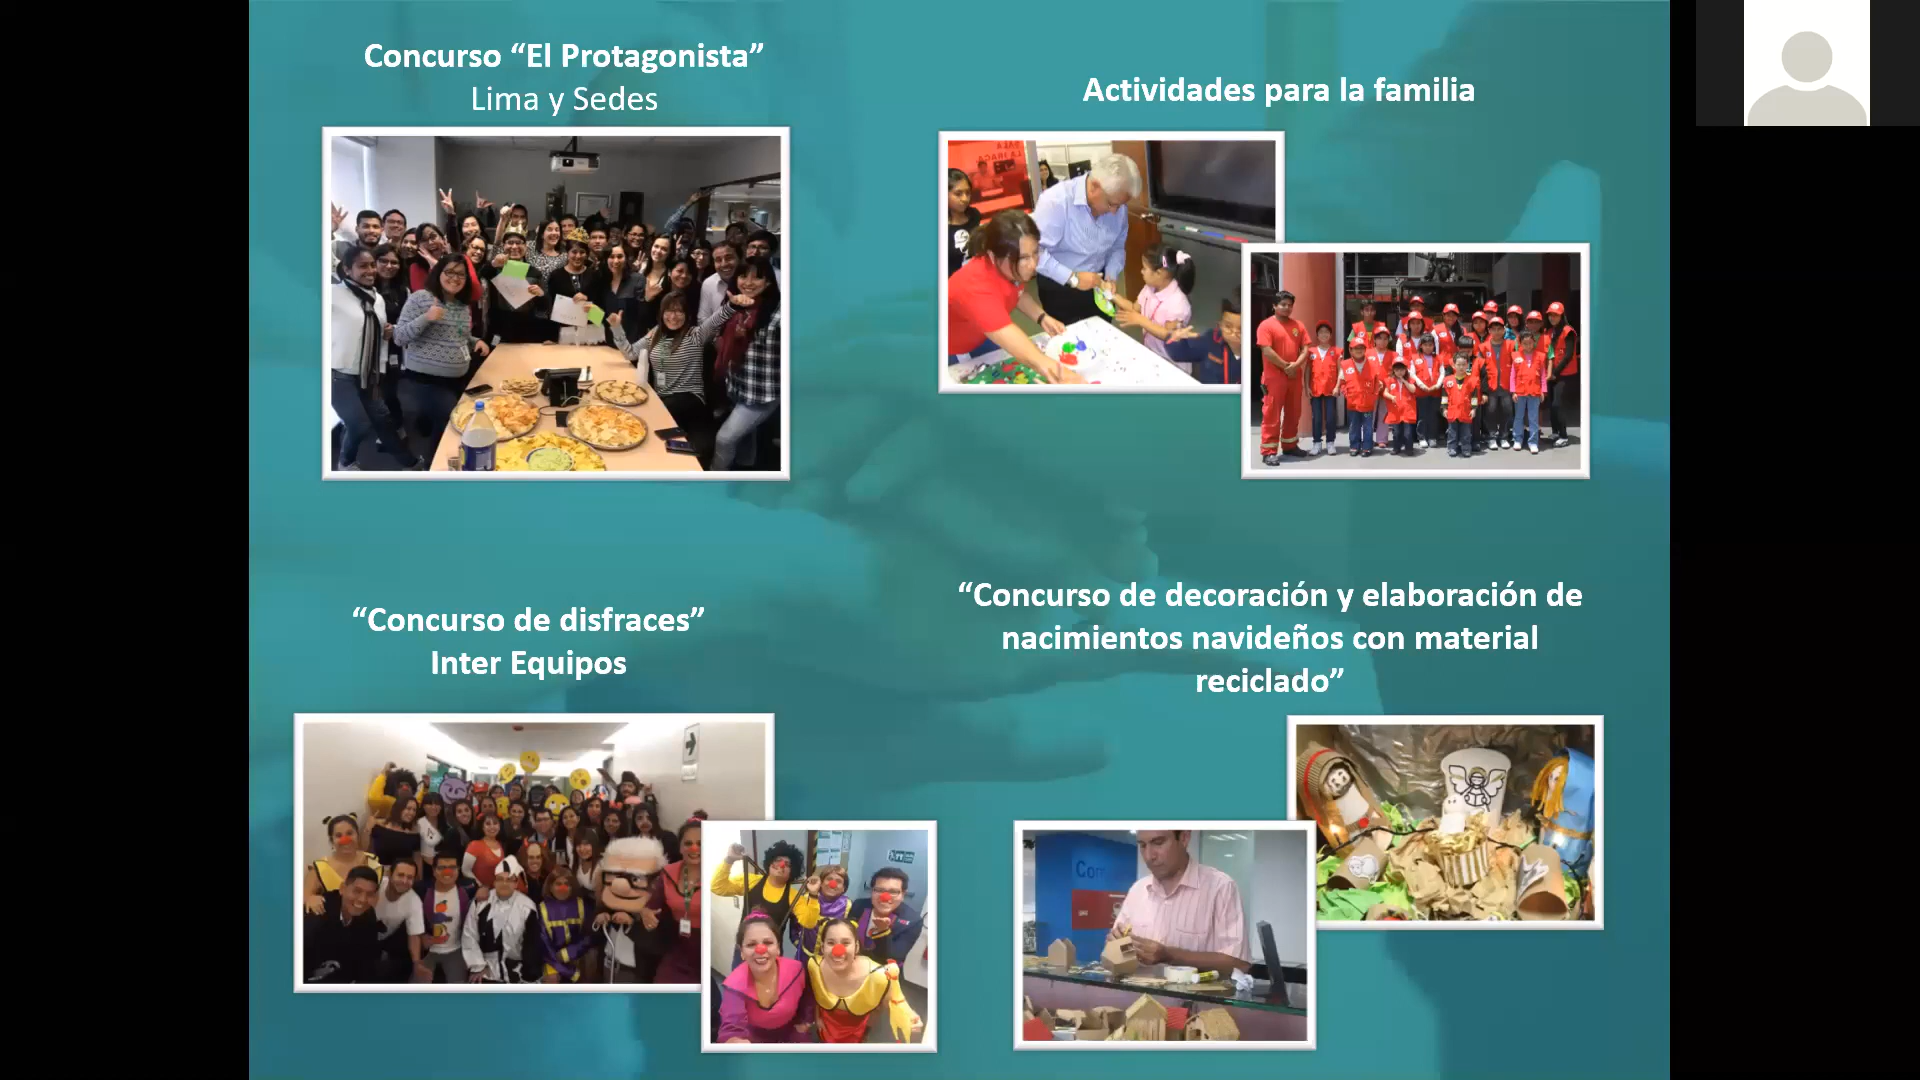 Concurso “El Protagonista”
Lima y Sedes
Actividades para la familia
“Concurso de disfraces”
Inter Equipos
“Concurso de decoración y elaboración de
nacimientos navideños con material
reciclado”